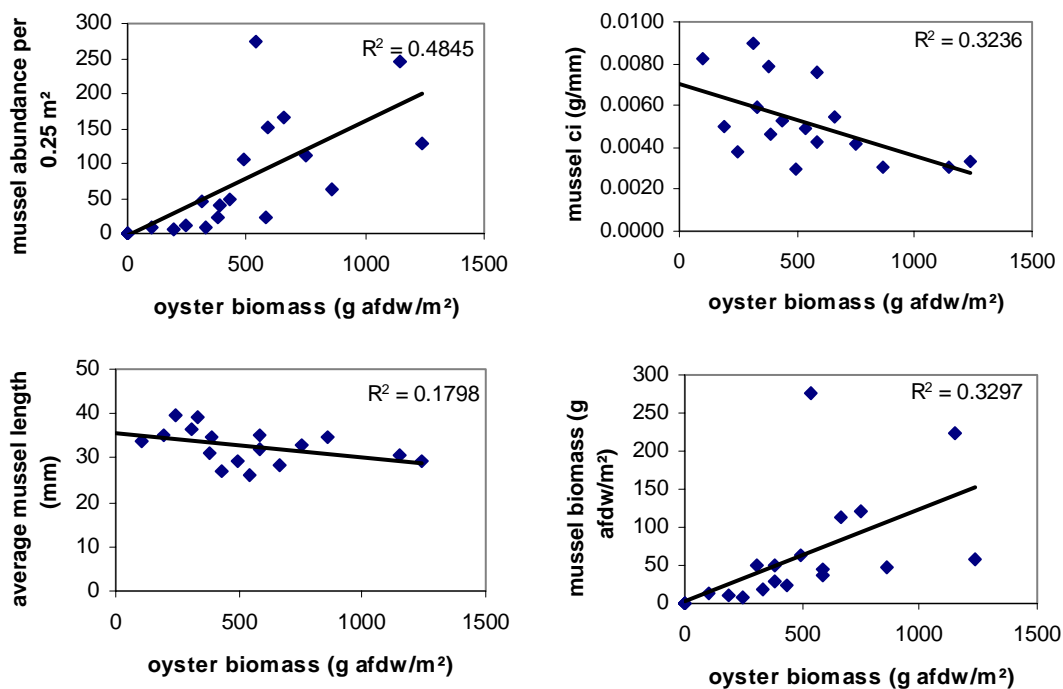 mussel abundance per
0.25 m²
300
250
200
150
100
50
0
R² = 0.4845
0 500 1000 1500
oyster biomass (g afdw/m²)
mussel ci (g/mm)
0.0100
0.0080
0.0060
0.0040
0.0020
0.0000
R² = 0.3236
0 500 1000 1500
oyster biomass (g afdw/m²)
average mussel length
(mm)
50
40
30
20
10
0
R² = 0.1798
0 500 1000 1500
oyster biomass (g afdw/m²)
mussel biomass (g
afdw/m²)
300
250
200
150
100
50
0
R² = 0.3297
0 500 1000 1500
oyster biomass (g afdw/m²)